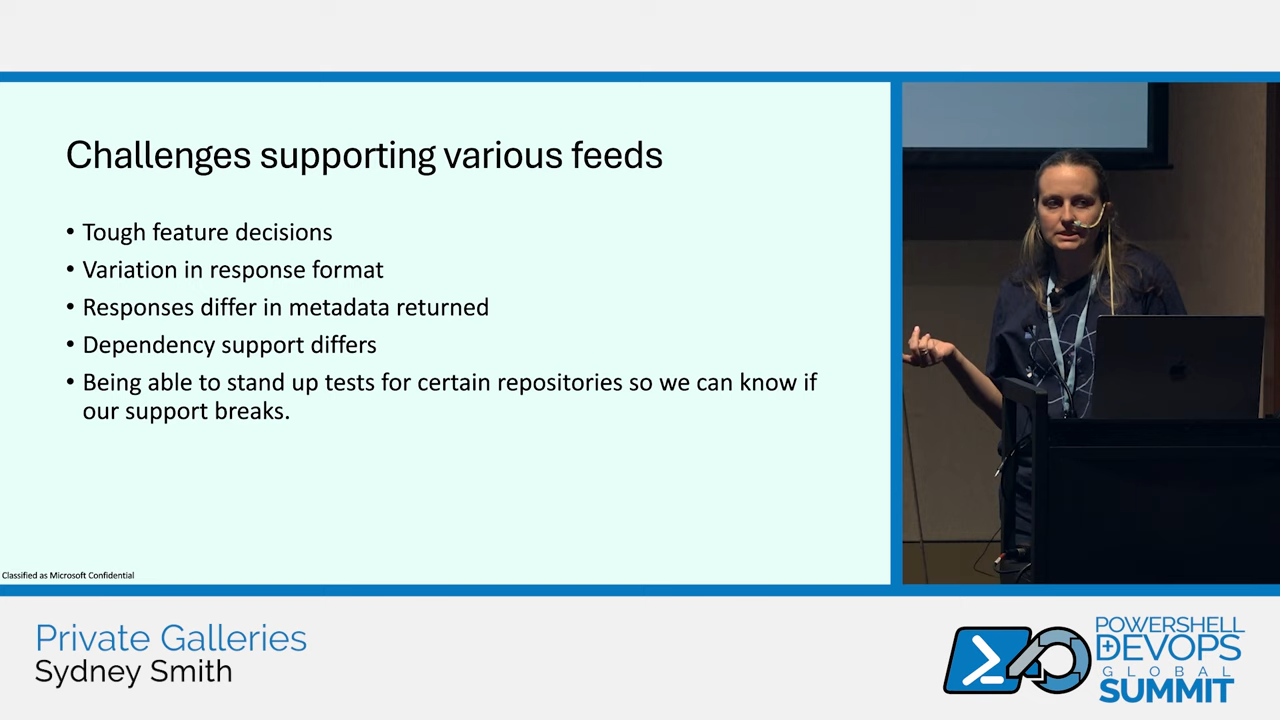 Challenges supporting various feeds
• Tough feature decisions
• Variation in response format
• Responses differ in metadata returned
• Dependency support differs
• Being able to stand up tests for certain repositories so we can know if
our support breaks.
Classified as Microsoft Confidential
Private Galleries
Sydney Smith
POWERSHELL
DEVOPS
GLOBAL
SUMMIT